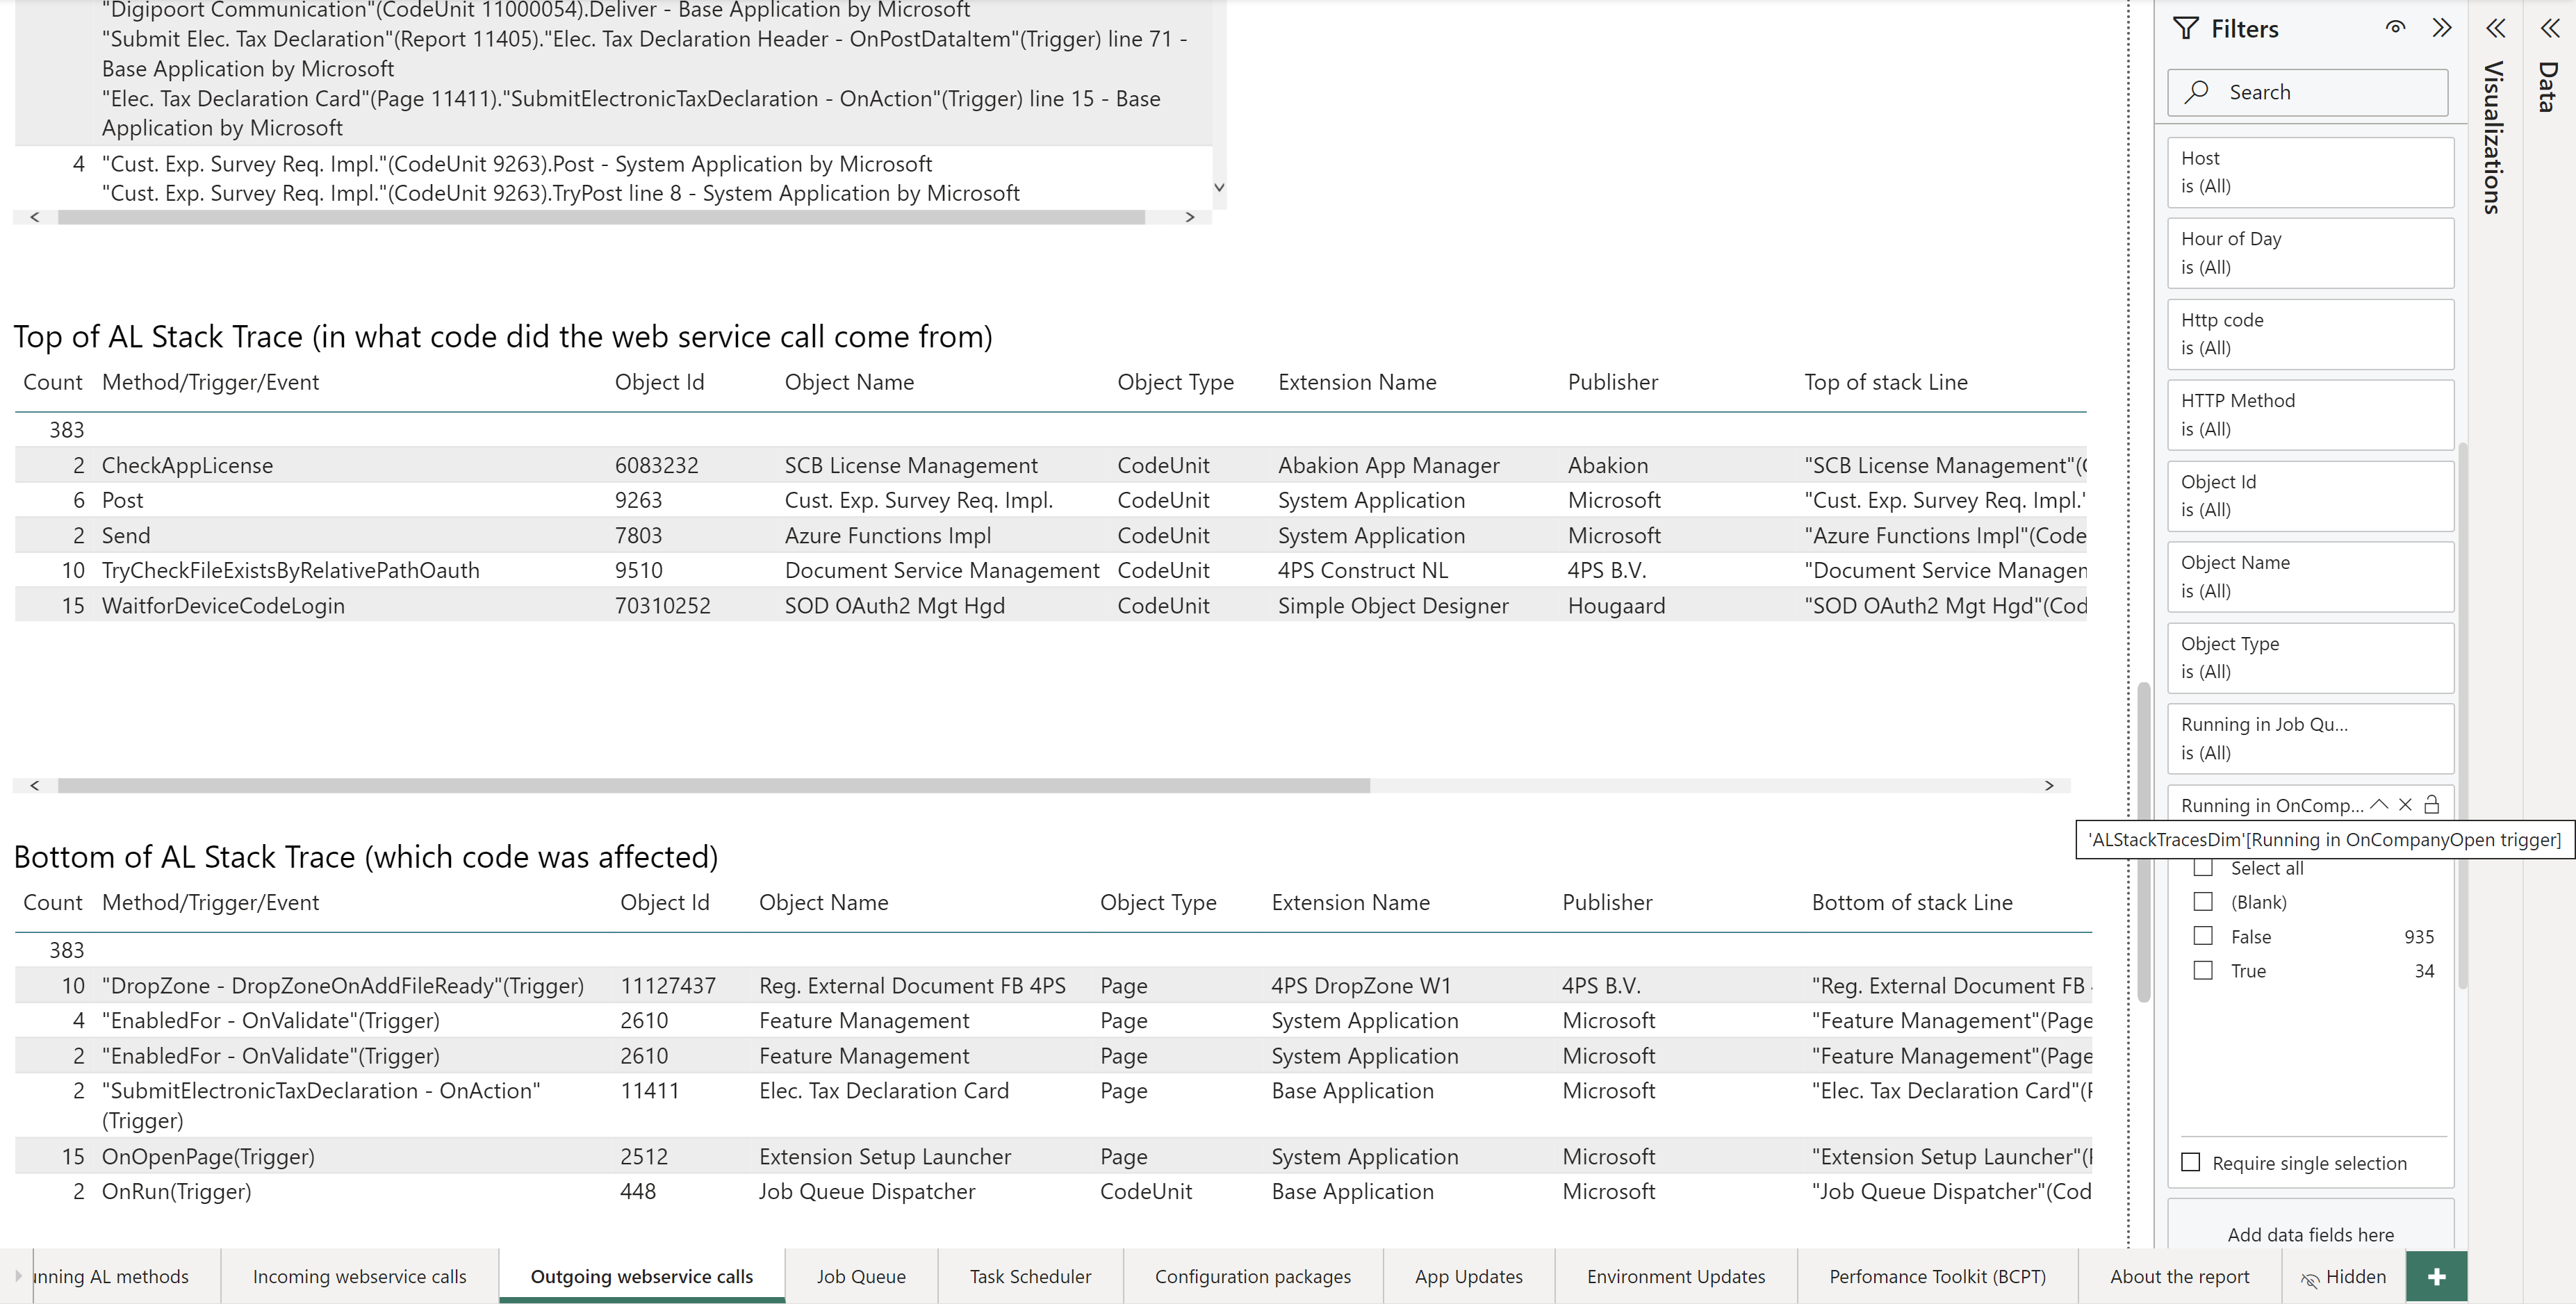 "Digipoort Communication"(CodeUnit 11000054).Deliver - Base Application by Microsoft
"Submit Elec. Tax Declaration"(Report 11405)."Elec. Tax Declaration Header - OnPostDataItem"(Trigger) line 71 -
Base Application by Microsoft
"Elec. Tax Declaration Card"(Page 11411)."SubmitElectronicTaxDeclaration - OnAction"(Trigger) line 15 - Base
Application by Microsoft
4 "Cust. Exp. Survey Req. Impl."(CodeUnit 9263).Post - System Application by Microsoft
"Cust. Exp. Survey Req. Impl."(CodeUnit 9263).TryPost line 8 - System Application by Microsoft
Top of AL Stack Trace (in what code did the web service call come from)
Count Method/Trigger/Event Object Id Object Name Object Type Extension Name Publisher Top of stack Line
383
2 CheckAppLicense 6083232 SCB License Management CodeUnit Abakion App Manager Abakion "SCB License Management"(
6 Post 9263 Cust. Exp. Survey Req. Impl. CodeUnit System Application Microsoft "Cust. Exp. Survey Req. Impl."
2 Send 7803 Azure Functions Impl CodeUnit System Application Microsoft "Azure Functions Impl"(Code
10 TryCheckFileExistsByRelativePathOauth 9510 Document Service Management CodeUnit 4PS Construct NL 4PS B.V. "Document Service Managem
15 WaitforDeviceCodeLogin 70310252 SOD OAuth2 Mgt Hgd CodeUnit Simple Object Designer Hougaard "SOD OAuth2 Mgt Hgd"(Cod
Bottom of AL Stack Trace (which code was affected)
Count Method/Trigger/Event Object Id Object Name Object Type Extension Name Publisher Bottom of stack Line
383
10 "DropZone - DropZoneOnAddFileReady"(Trigger) 11127437 Reg. External Document FB 4PS Page 4PS DropZone W1 4PS B.V. "Reg. External Document FB
4 "EnabledFor - OnValidate"(Trigger) 2610 Feature Management Page System Application Microsoft "Feature Management"(Page
2 "EnabledFor - OnValidate"(Trigger) 2610 Feature Management Page System Application Microsoft "Feature Management"(Page
2 "SubmitElectronicTaxDeclaration - OnAction" 11411 Elec. Tax Declaration Card Page Base Application Microsoft "Elec. Tax Declaration Card"(
(Trigger)
15 OnOpenPage(Trigger) 2512 Extension Setup Launcher Page System Application Microsoft "Extension Setup Launcher"(
2 OnRun(Trigger) 448 Job Queue Dispatcher CodeUnit Base Application Microsoft "Job Queue Dispatcher"(Cod
Filters
Search
Host
is (All)
Hour of Day
is (All)
Http code
is (All)
HTTP Method
is (All)
Object Id
is (All)
Object Name
is (All)
Object Type
is (All)
Running in Job Qu...
is (All)
Running in OnComp...
'ALStackTracesDim'[Running in OnCompanyOpen trigger]
Select all
(Blank)
False 935
True 34
Require single selection
Add data fields here
Visualizations
Data
unning AL methods
Incoming webservice calls
Outgoing webservice calls
Job Queue
Task Scheduler
Configuration packages
App Updates
Environment Updates
Perfomance Toolkit (BCPT)
About the report
Hidden